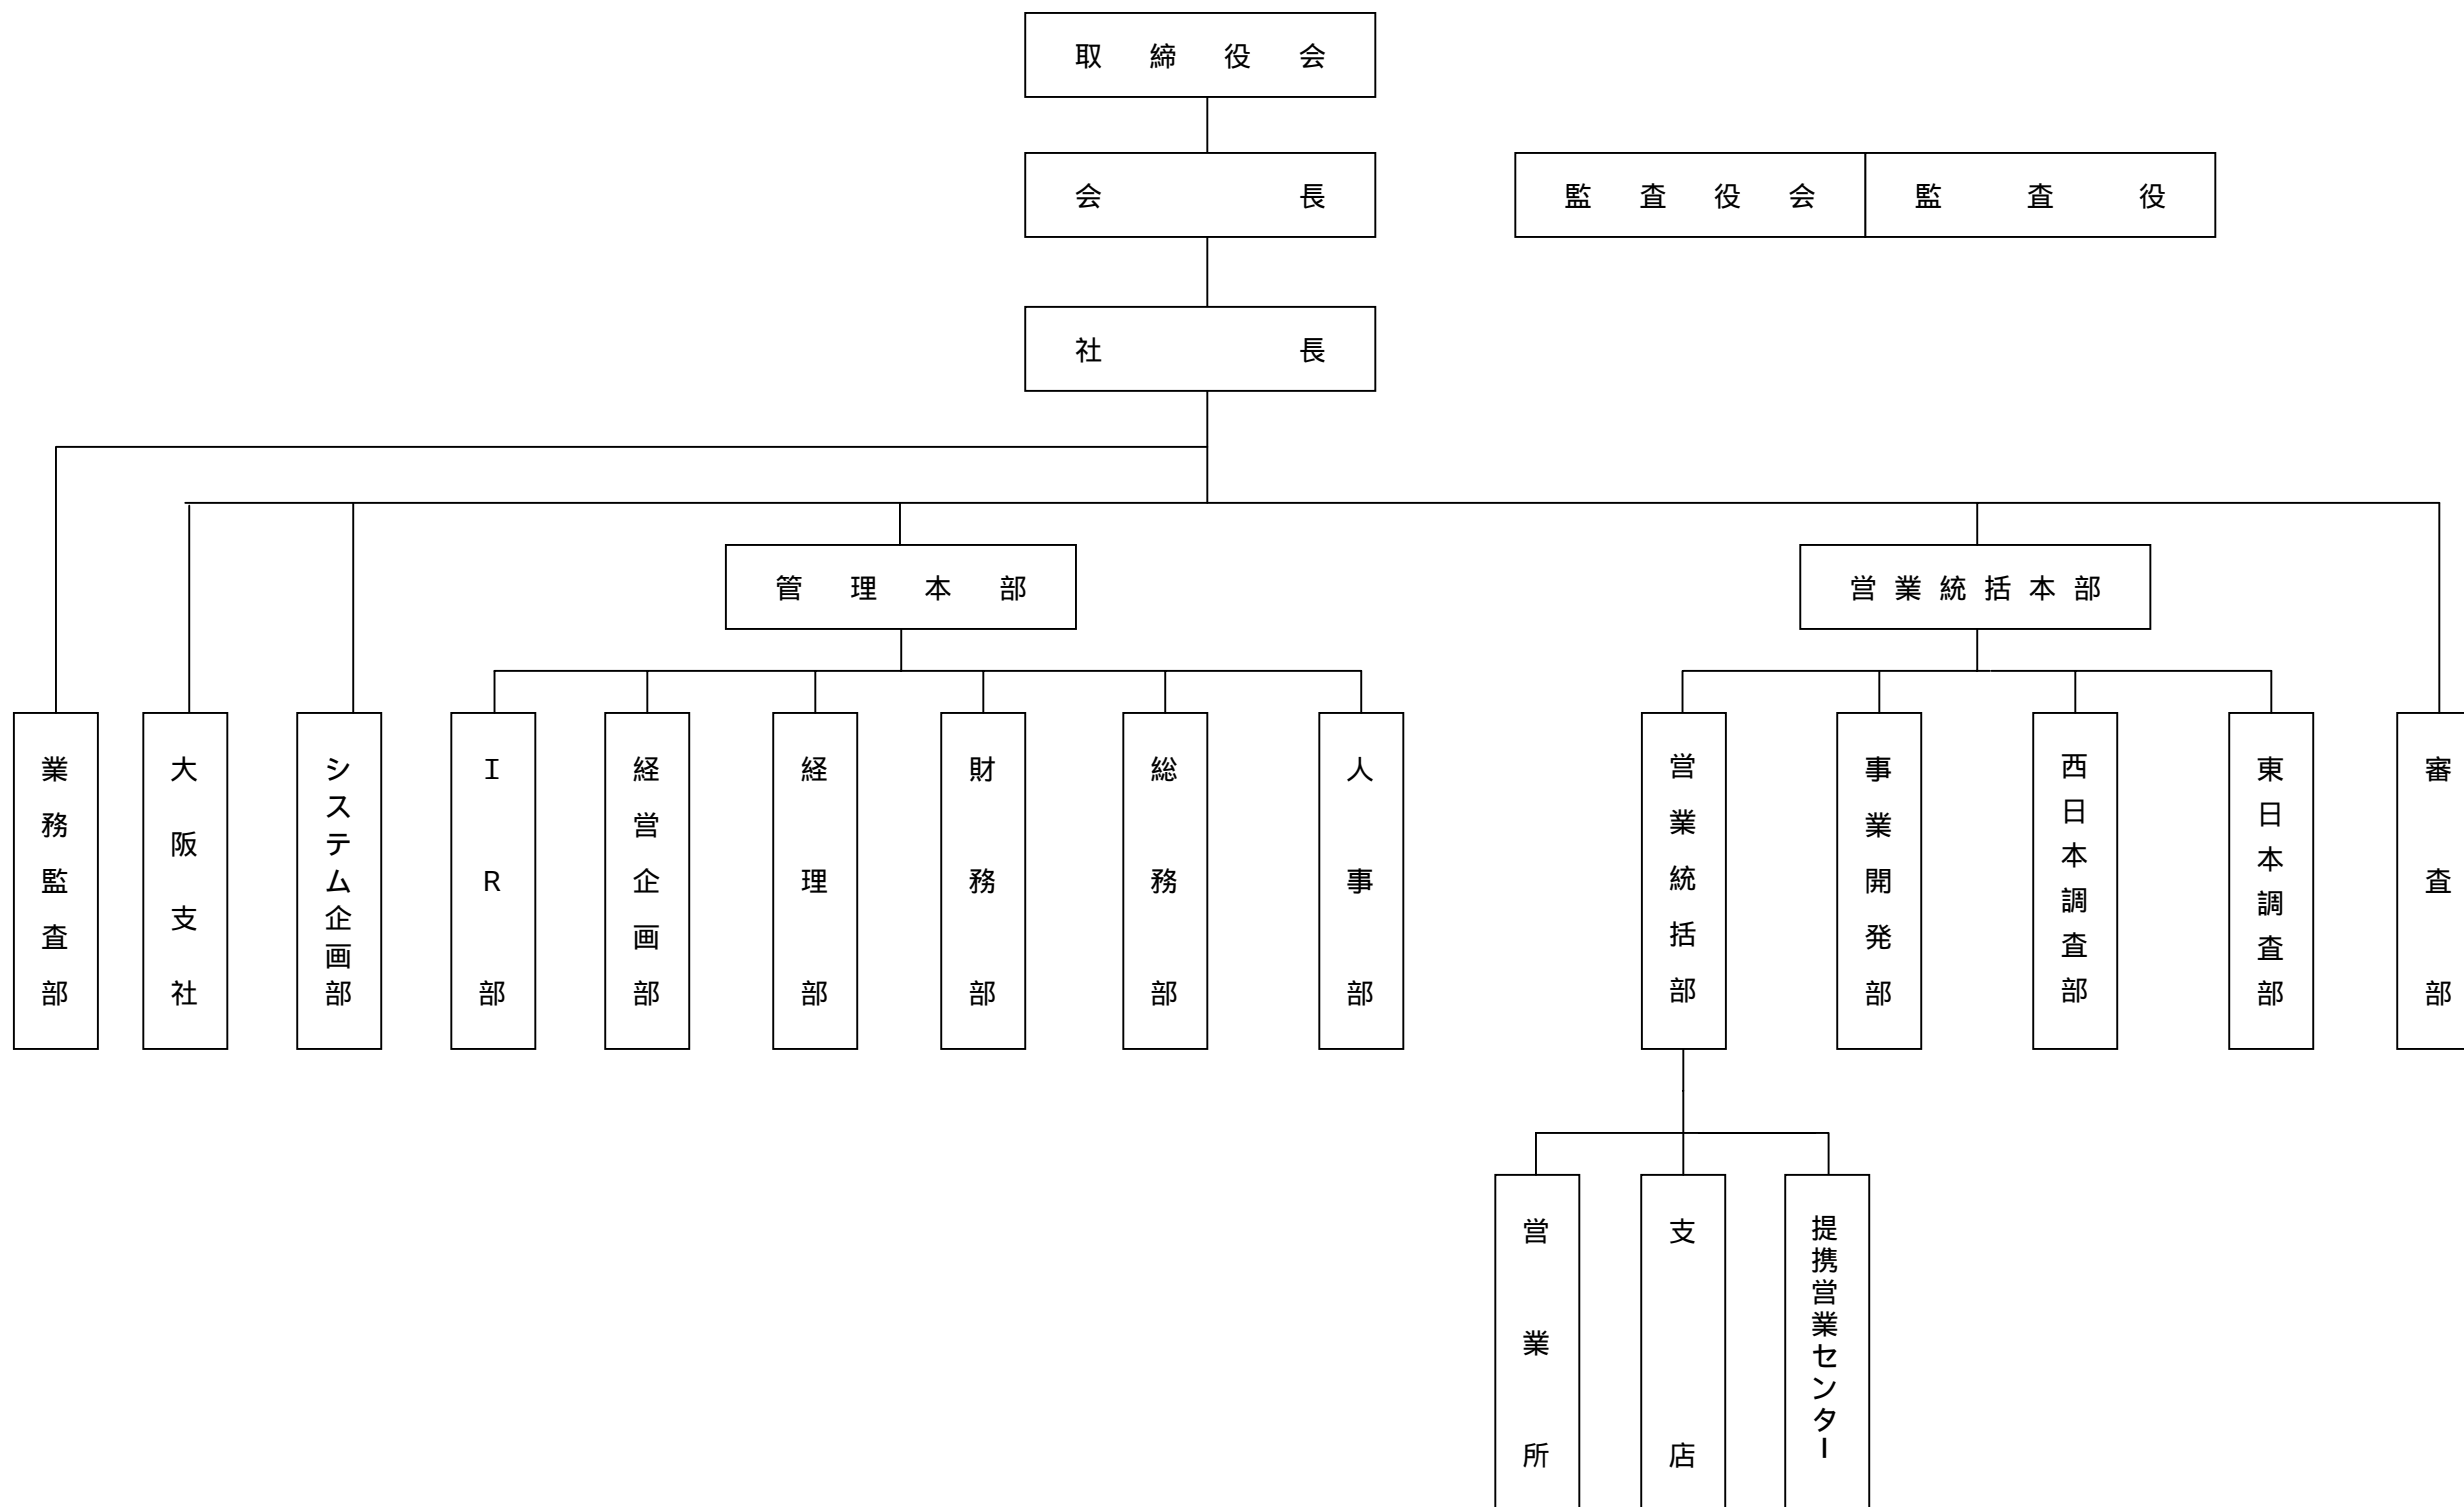 取締役会
会長
監査役会
監査役
社長
管理本部
営業統括本部
業務監査部
大阪支社
システム企画部
ＩＲ部
経営企画部
経理部
財務部
総務部
人事部
営業統括部
事業開発部
西日本調査部
東日本調査部
審査部
営業所
支店
提携営業センター